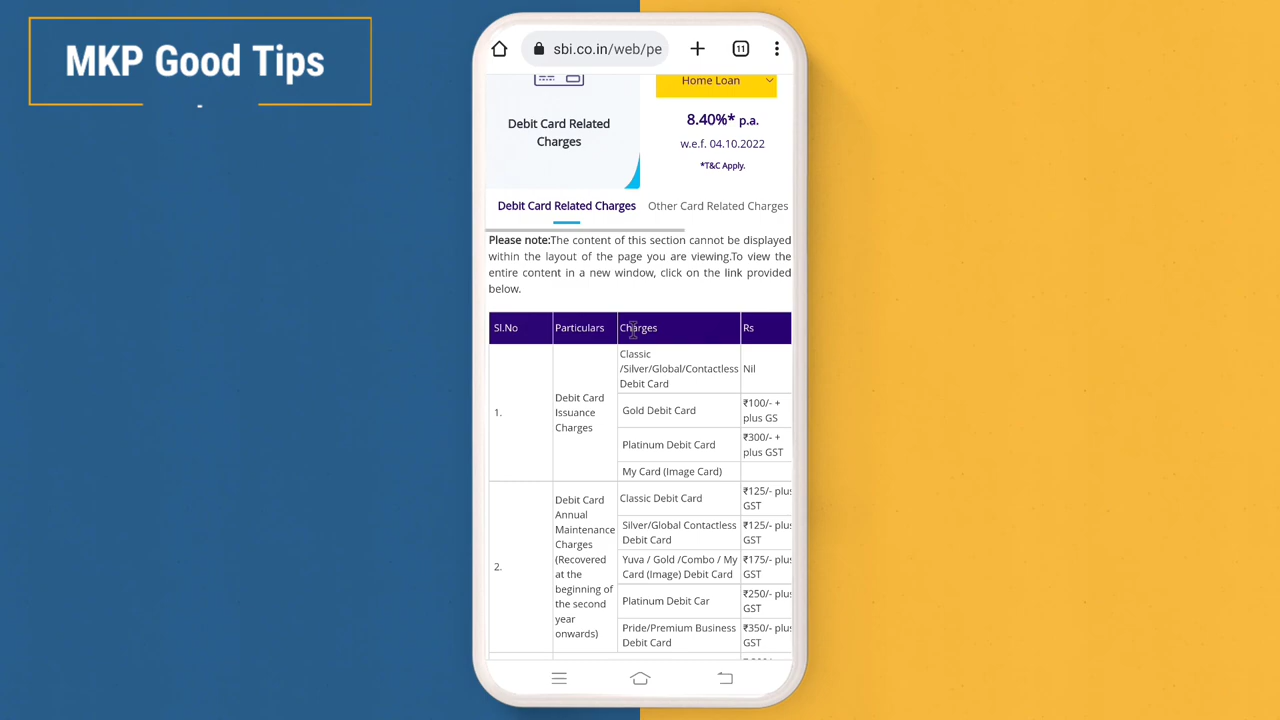 MKP Good Tips
sbi.co.in/web/pe
11
Debit Card Related
Charges
Home Loan
8.40%* p.a.
w.e.f. 04.10.2022
*T&C Apply.
Debit Card Related Charges
Other Card Related Charges
Please note:The content of this section cannot be displayed
within the layout of the page you are viewing.To view the
entire content in a new window, click on the link provided
below.
Sl.No Particulars Charges Rs
1.
Debit Card
Issuance
Charges
Classic
/Silver/Global/Contactless
Debit Card
Nil
Gold Debit Card
₹100/- +
plus GS
Platinum Debit Card
₹300/- +
plus GST
My Card (Image Card)
2.
Debit Card
Annual
Maintenance
Charges
(Recovered
at the
beginning of
the second
year
onwards)
Classic Debit Card
₹125/- plus
GST
Silver/Global Contactless
Debit Card
₹125/- plus
GST
Yuva / Gold /Combo / My
Card (Image) Debit Card
₹175/- plus
GST
Platinum Debit Car
₹250/- plus
GST
Pride/Premium Business
Debit Card
₹350/- plus
GST